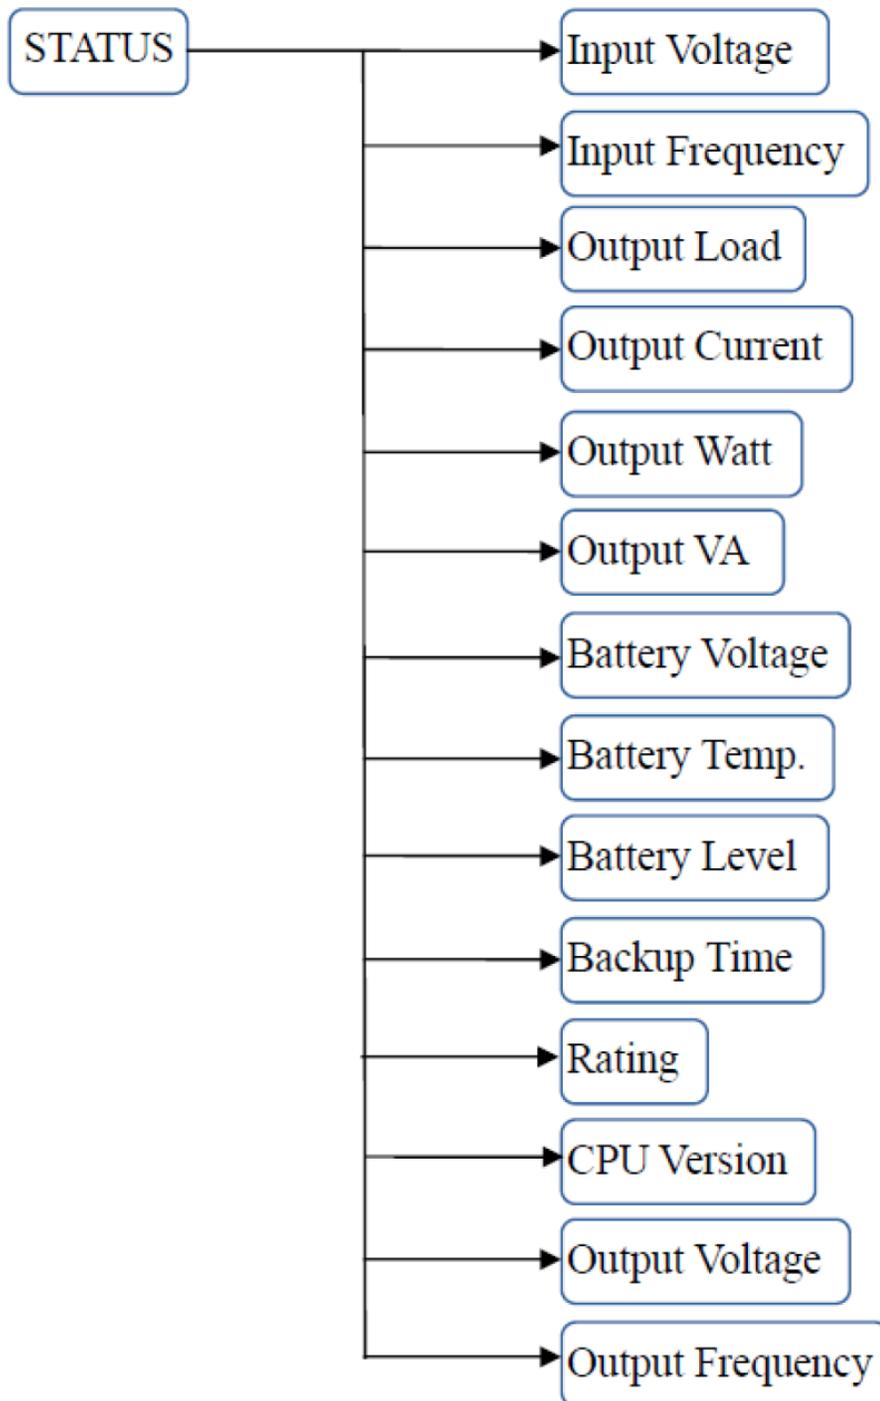 STATUS
Input Voltage
Input Frequency
Output Load
Output Current
Output Watt
Output VA
Battery Voltage
Battery Temp.
Battery Level
Backup Time
Rating
CPU Version
Output Voltage
Output Frequency